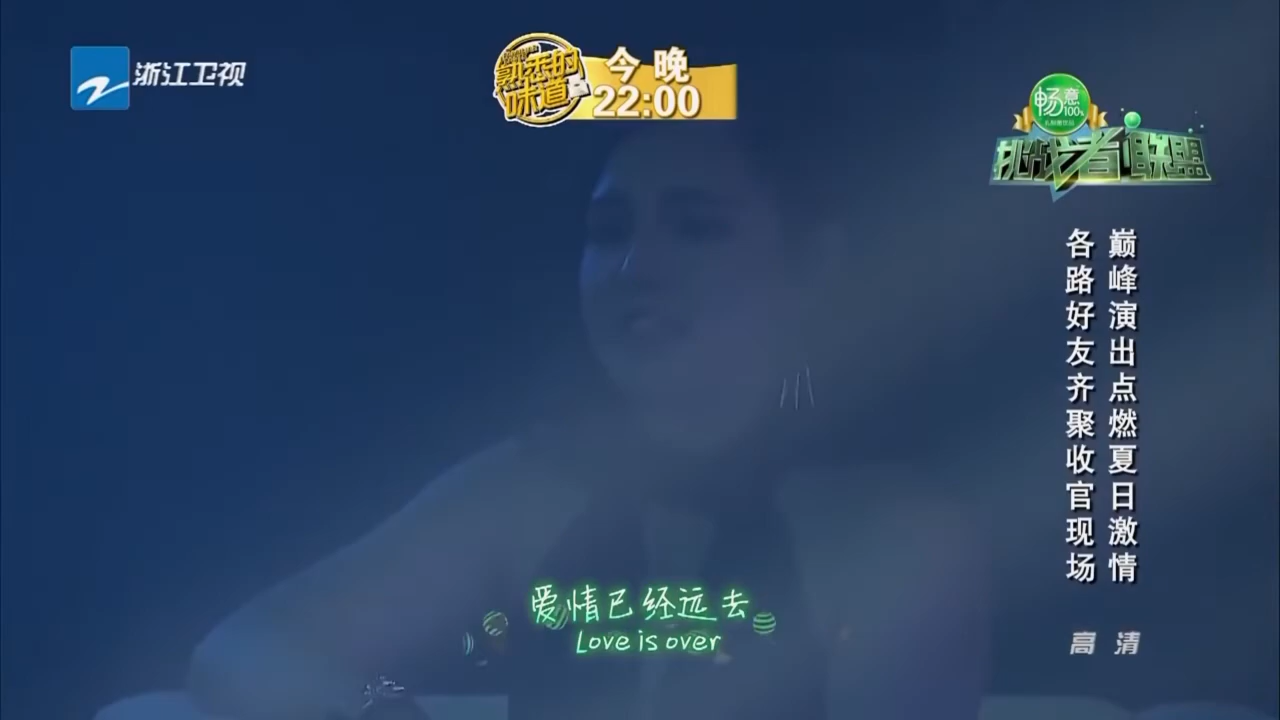 浙江卫视
熟悉的
味道
今晚
22:00
畅意
100%
挑战者联盟
巅峰演出点燃夏日激情
各路好友齐聚收官现场
爱情已经远去
Love is over
高清